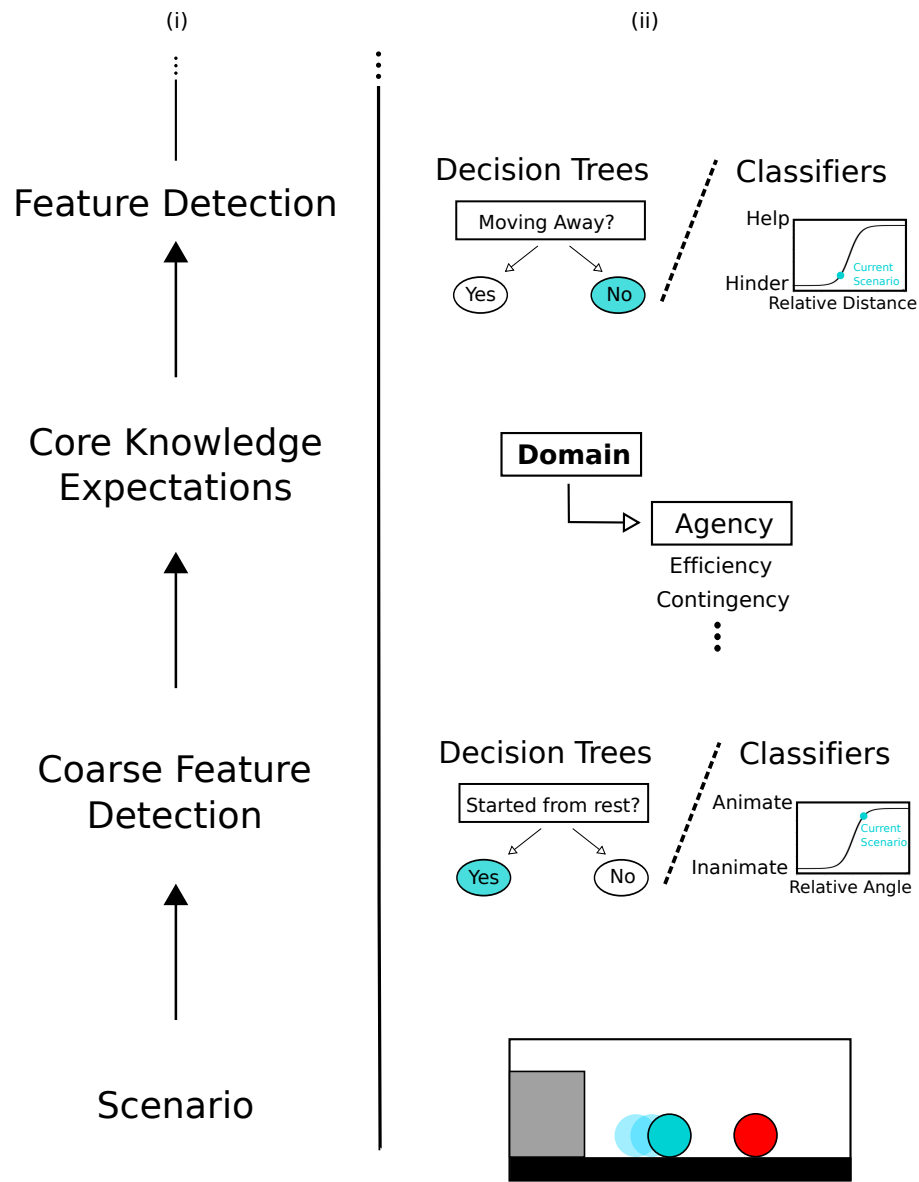 (i)
(ii)
Feature Detection
Decision Trees
Moving Away?
Yes
No
Classifiers
Help
Hinder
Current
Scenario
Relative Distance
Core Knowledge
Expectations
Domain
Agency
Efficiency
Contingency
Coarse Feature
Detection
Decision Trees
Started from rest?
Yes
No
Classifiers
Animate
Inanimate
Current
Scenario
Relative Angle
Scenario